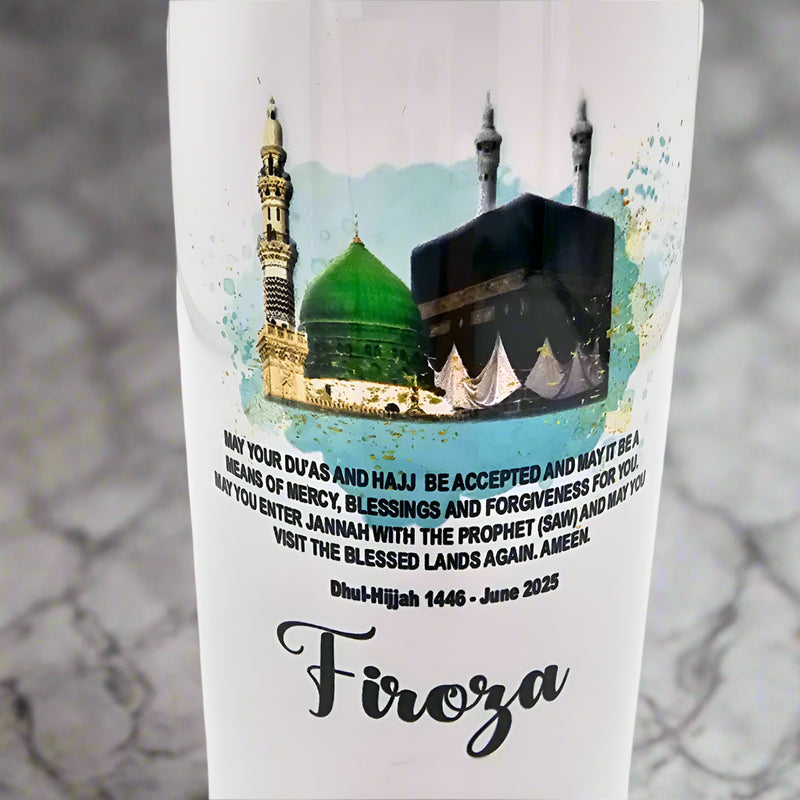 MAY YOUR DU'AS AND HAJJ BE ACCEPTED AND MAY IT BE A
MEANS OF MERCY, BLESSINGS AND FORGIVENESS FOR YOU.
MAY YOU ENTER JANNAH WITH THE PROPHET (SAW) AND MAY YOU
VISIT THE BLESSED LANDS AGAIN. AMEEN.
Dhul-Hijjah 1446 - June 2025
Firoza